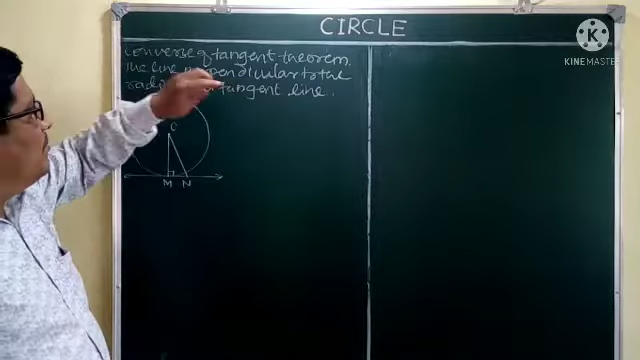 CIRCLE
Converse of tangent theorem.
The line perpendicular to the
tangent line.
C
M N
K
KINEMASTER